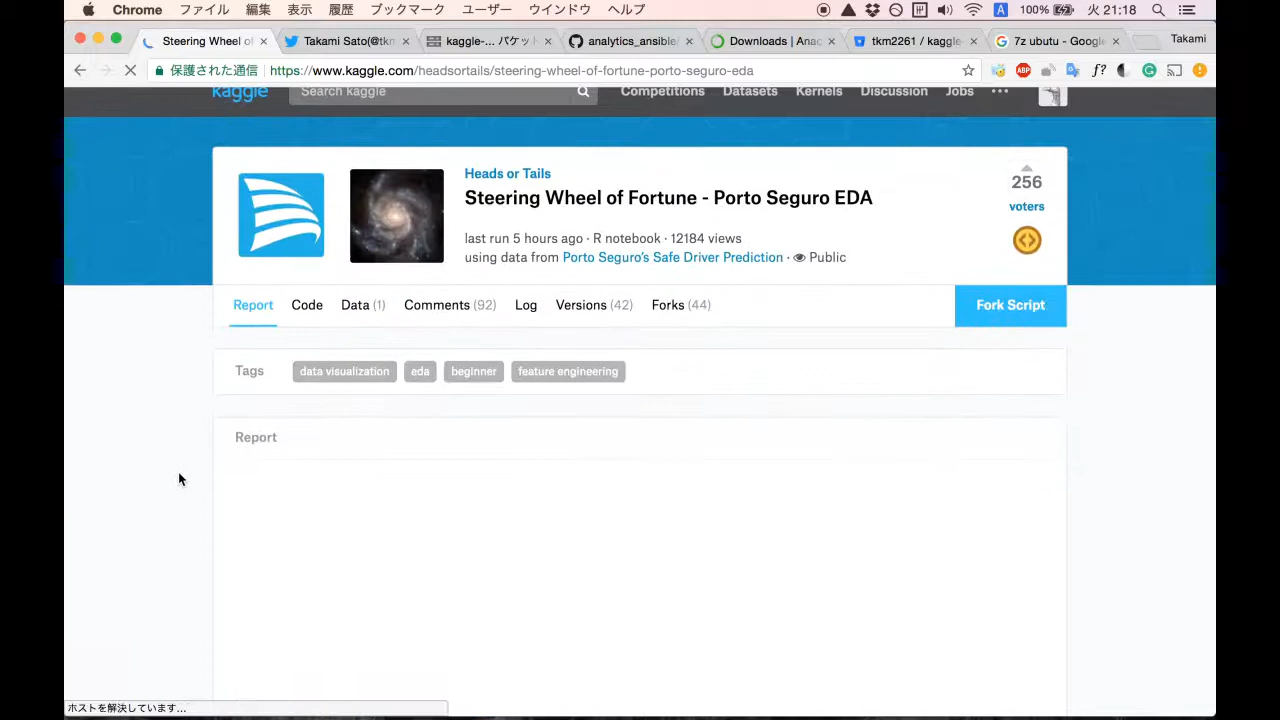 Chrome ファイル 編集 表示 履歴 ブックマーク ユーザー ウインドウ ヘルプ A 100% 火 21:18
Steering Wheel of Takami Sato(@tkn kaggle-... バケット analytics_ansible/ Downloads | Anac tkm2261 / kaggle- 7z ubutu - Google Takami
保護された通信 https://www.kaggle.com/headsortails/steering-wheel-of-fortune-porto-seguro-eda ABP f?
kaggle Search kaggle Competitions Datasets Kernels Discussion Jobs •••
Heads or Tails
Steering Wheel of Fortune - Porto Seguro EDA
256
voters
last run 5 hours ago · R notebook · 12184 views
using data from Porto Seguro's Safe Driver Prediction · Public
Report Code Data (1) Comments (92) Log Versions (42) Forks (44) Fork Script
Tags data visualization eda beginner feature engineering
Report
ホストを解決しています...